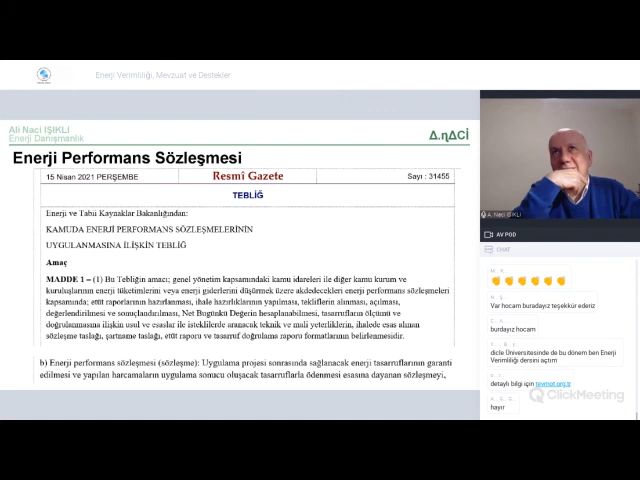 Enerji Verimliliği, Mevzuat ve Destekler
Ali Naci IŞIKLI
Enerji Danışmanlık
Δ.ηΔCİ
Enerji Performans Sözleşmesi
15 Nisan 2021 PERŞEMBE
Resmî Gazete
Sayı : 31455
TEBLİĞ
Enerji ve Tabii Kaynaklar Bakanlığından:
KAMUDA ENERJİ PERFORMANS SÖZLEŞMELERİNİN
UYGULANMASINA İLİŞKİN TEBLİĞ
Amaç
MADDE 1 – (1) Bu Tebliğin amacı; genel yönetim kapsamındaki kamu idareleri ile diğer kamu kurum ve
kuruluşlarının enerji tüketimlerini veya enerji giderlerini düşürmek üzere akdedecekleri enerji performans sözleşmeleri
kapsamında; etüt raporlarının hazırlanması, ihale hazırlıklarının yapılması, tekliflerin alınması, açılması,
değerlendirilmesi ve sonuçlandırılması, Net Bugünkü Değerin hesaplanabilmesi, tasarrufların ölçümü ve
doğrulanmasına ilişkin usul ve esaslar ile isteklilerde aranacak teknik ve mali yeterliklerin, ihalede esas alınan
sözleşme taslağı, şartname taslağı, etüt raporu ve tasarruf doğrulama raporu formatlarının belirlenmesidir.
b) Enerji performans sözleşmesi (sözleşme): Uygulama projesi sonrasında sağlanacak enerji tasarruflarının garanti
edilmesi ve yapılan harcamaların uygulama sonucu oluşacak tasarruflarla ödenmesi esasına dayanan sözleşmeyi,
A. Naci IŞIKLI
AV POD
CHAT
Var hocam buradayız teşekkür ederiz
burdayız hocam
dicle Üniversitesinde de bu dönem ben Enerji
Verimliliği dersini açtım
detaylı bilgi için tevmot.org.tr
hayır
ClickMeeting